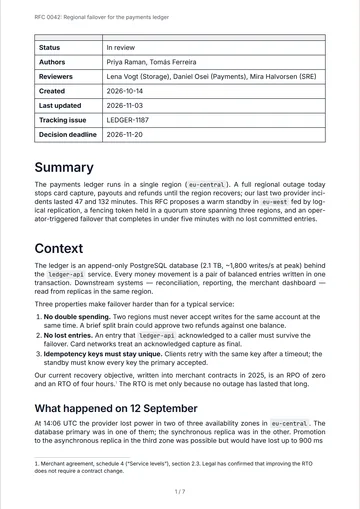 RFC 0042: Regional failover for the payments ledger
Status In review
Authors Priya Raman, Tomás Ferreira
Reviewers Lena Vogt (Storage), Daniel Osei (Payments), Mira Halvorsen (SRE)
Created 2026-10-14
Last updated 2026-11-03
Tracking issue LEDGER-1187
Decision deadline 2026-11-20
Summary
The payments ledger runs in a single region (eu-central). A full regional outage today
stops card capture, payouts and refunds until the region recovers; our last two provider inci-
dents lasted 47 and 132 minutes. This RFC proposes a warm standby in eu-west fed by log-
ical replication, a fencing token held in a quorum store spanning three regions, and an oper-
ator-triggered failover that completes in under five minutes with no lost committed entries.
Context
The ledger is an append-only PostgreSQL database (2.1 TB, ~1,800 writes/s at peak) behind
the ledger-api service. Every money movement is a pair of balanced entries written in one
transaction. Downstream systems — reconciliation, reporting, the merchant dashboard —
read from replicas in the same region.
Three properties make failover harder than for a typical service:
1. No double spending. Two regions must never accept writes for the same account at the
same time. A brief split brain could approve two refunds against one balance.
2. No lost entries. An entry that ledger-api acknowledged to a caller must survive the
failover. Card networks treat an acknowledged capture as final.
3. Idempotency keys must stay unique. Clients retry with the same key after a timeout; the
standby must know every key the primary accepted.
Our current recovery objective, written into merchant contracts in 2025, is an RPO of zero
and an RTO of four hours.¹ The RTO is met only because no outage has lasted that long.
What happened on 12 September
At 14:06 UTC the provider lost power in two of three availability zones in eu-central. The
database primary was in one of them; the synchronous replica was in the other. Promotion
to the asynchronous replica in the third zone was possible but would have lost up to 900 ms
1. Merchant agreement, schedule 4 ("Service levels"), section 2.3. Legal has confirmed that improving the RTO
does not require a contract change.
1 / 7